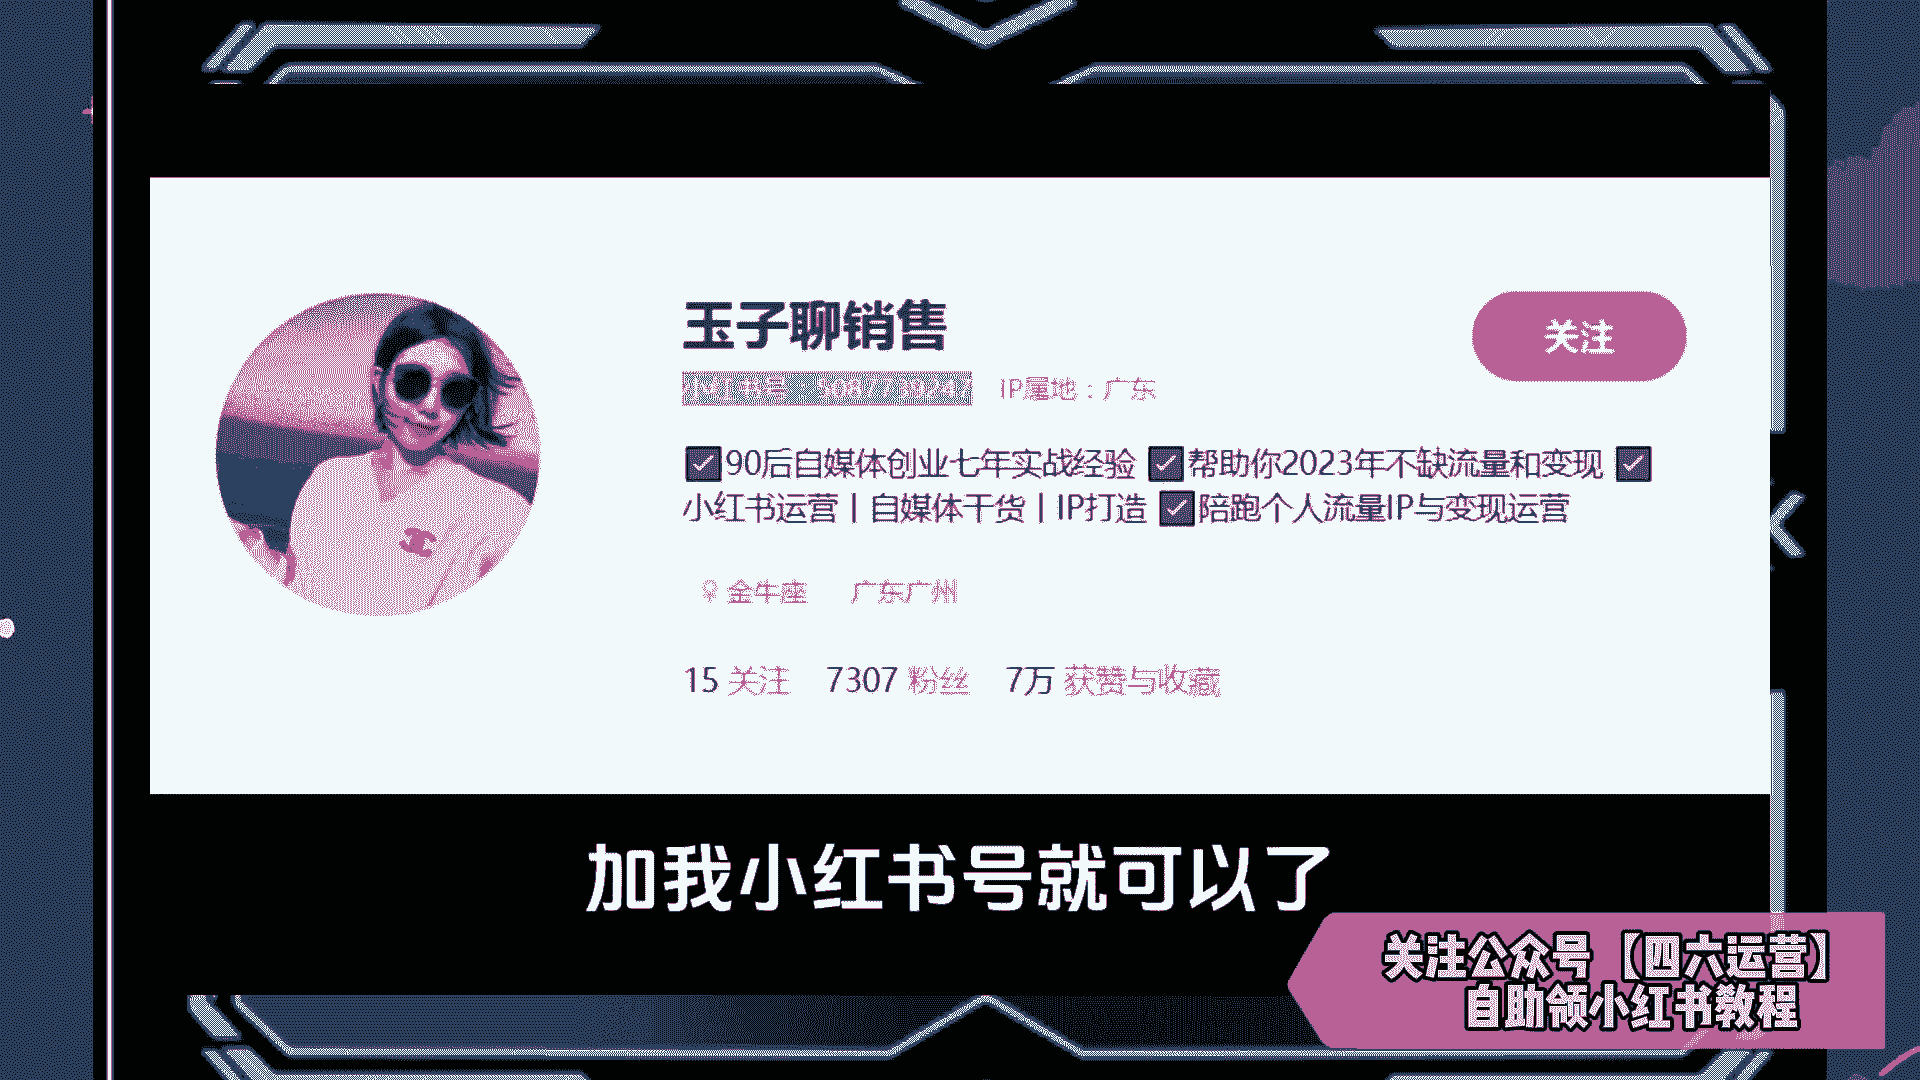 玉子聊销售
关注
IP属地：广东
✅90后自媒体创业七年实战经验 ✅帮助你2023年不缺流量和变现 ✅
小红书运营丨自媒体干货丨IP打造 ✅陪跑个人流量IP与变现运营
♀ 金牛座 广东广州
15 关注 7307 粉丝 7万 获赞与收藏
加我小红书号就可以了
关注公众号【四六运营】
自助领小红书教程